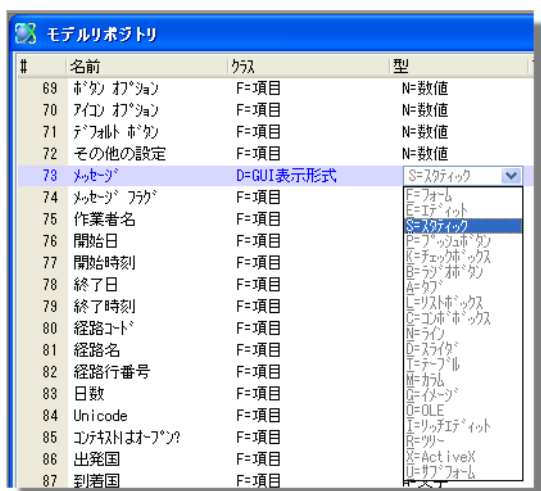 モデルリポジトリ
# 名前 クラス 型
69 ボタン オプション F=項目 N=数値
70 アイコン オプション F=項目 N=数値
71 デフォルト ボタン F=項目 N=数値
72 その他の設定 F=項目 N=数値
73 メッセージ D=GUI表示形式 S=スタティック
74 メッセージ フラグ F=項目 F=フォーム
75 作業者名 F=項目 E=エディット
S=スタティック
76 開始日 F=項目 P=プッシュボタン
77 開始時刻 F=項目 K=チェックボックス
B=ラジオボタン
78 終了日 F=項目 A=タブ
79 終了時刻 F=項目 L=リストボックス
80 経路コード F=項目 C=コンボボックス
N=ライン
81 経路名 F=項目 D=スライダ
82 経路行番号 F=項目 T=テーブル
M=カラム
83 日数 F=項目 G=イメージ
84 Unicode F=項目 O=OLE
85 コンテキストはオープン? F=項目 I=リッチエディット
R=ツリー
86 出発国 F=項目 X=ActiveX
87 到着国 F=項目 U=サブフォーム